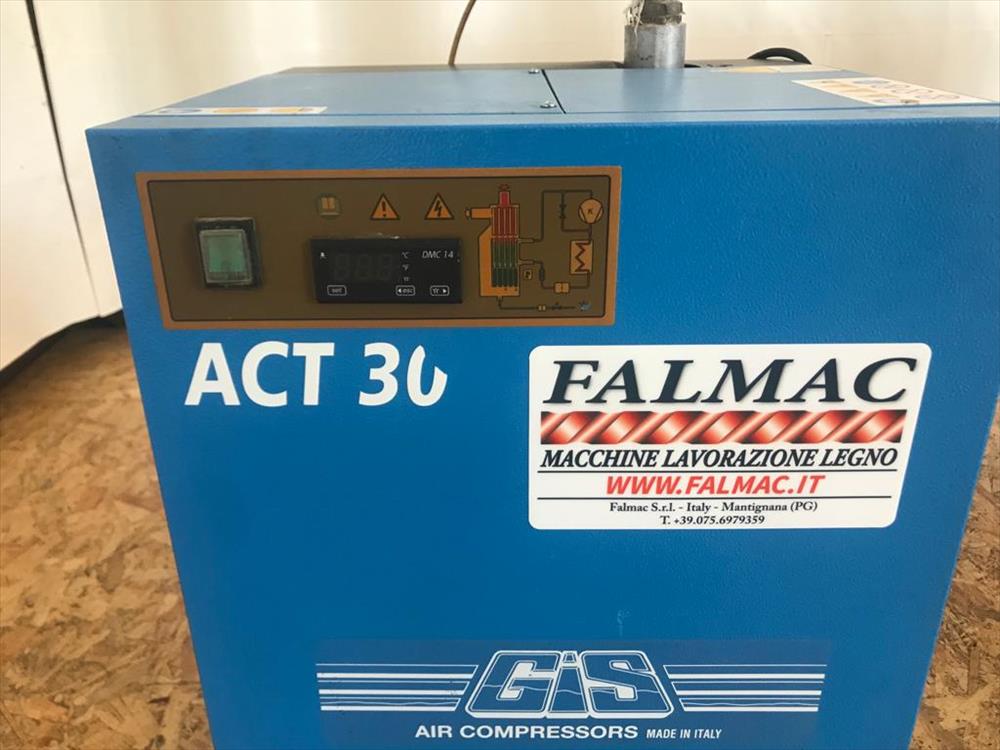 °C
DMC 14
°F
set
esc
K
ACT 30
FALMAC
MACCHINE LAVORAZIONE LEGNO
WWW.FALMAC.IT
Falmac S.r.l. - Italy - Mantignana (PG)
T. +39.075.6979359
GiS
AIR COMPRESSORS MADE IN ITALY